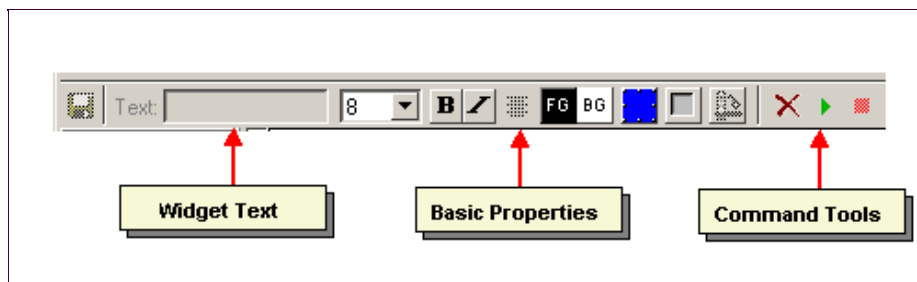 Text:
8
B I
FG BG
Widget Text
Basic Properties
Command Tools